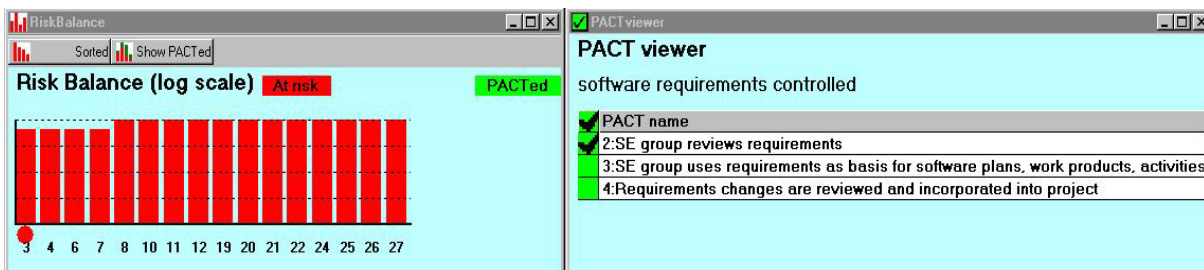 RiskBalance
Sorted Show PACTed
Risk Balance (log scale) At risk PACTed
3 4 6 7 8 10 11 12 19 20 21 22 24 25 26 27
PACTviewer
PACT viewer
software requirements controlled
PACT name
2:SE group reviews requirements
3:SE group uses requirements as basis for software plans, work products, activities
4:Requirements changes are reviewed and incorporated into project